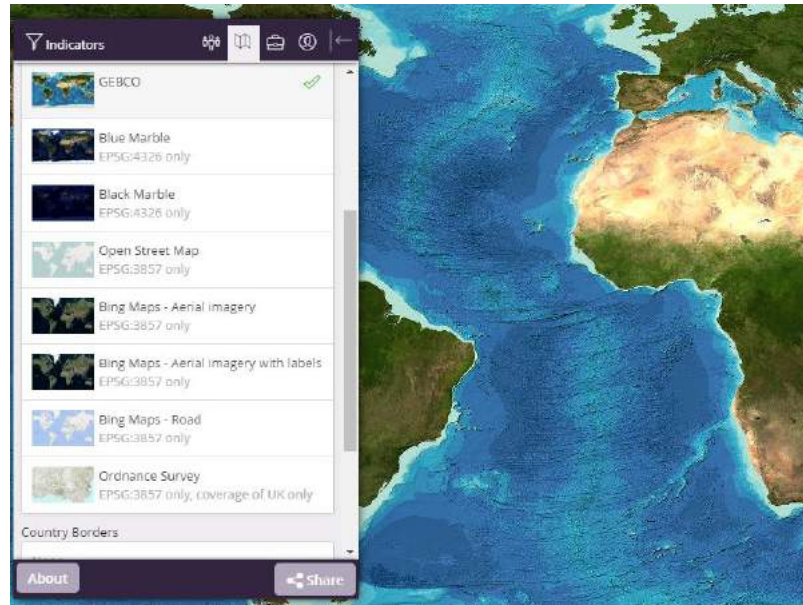 Indicators
GEBCO
Blue Marble
EPSG:4326 only
Black Marble
EPSG:4326 only
Open Street Map
EPSG:3857 only
Bing Maps - Aerial imagery
EPSG:3857 only
Bing Maps - Aerial imagery with labels
EPSG:3857 only
Bing Maps - Road
EPSG:3857 only
Ordnance Survey
EPSG:3857 only, coverage of UK only
Country Borders
About
Share